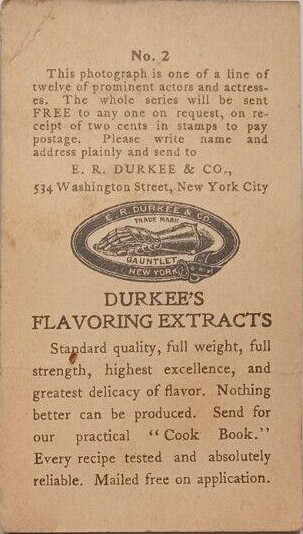 No. 2
This photograph is one of a line of
twelve of prominent actors and actress-
es. The whole series will be sent
FREE to any one on request, on re-
ceipt of two cents in stamps to pay
postage. Please write name and
address plainly and send to
E. R. DURKEE & CO.,
534 Washington Street, New York City
E. R. DURKEE & CO.
TRADE MARK
GAUNTLET
NEW YORK
DURKEE'S
FLAVORING EXTRACTS
Standard quality, full weight, full
strength, highest excellence, and
greatest delicacy of flavor. Nothing
better can be produced. Send for
our practical "Cook Book."
Every recipe tested and absolutely
reliable. Mailed free on application.